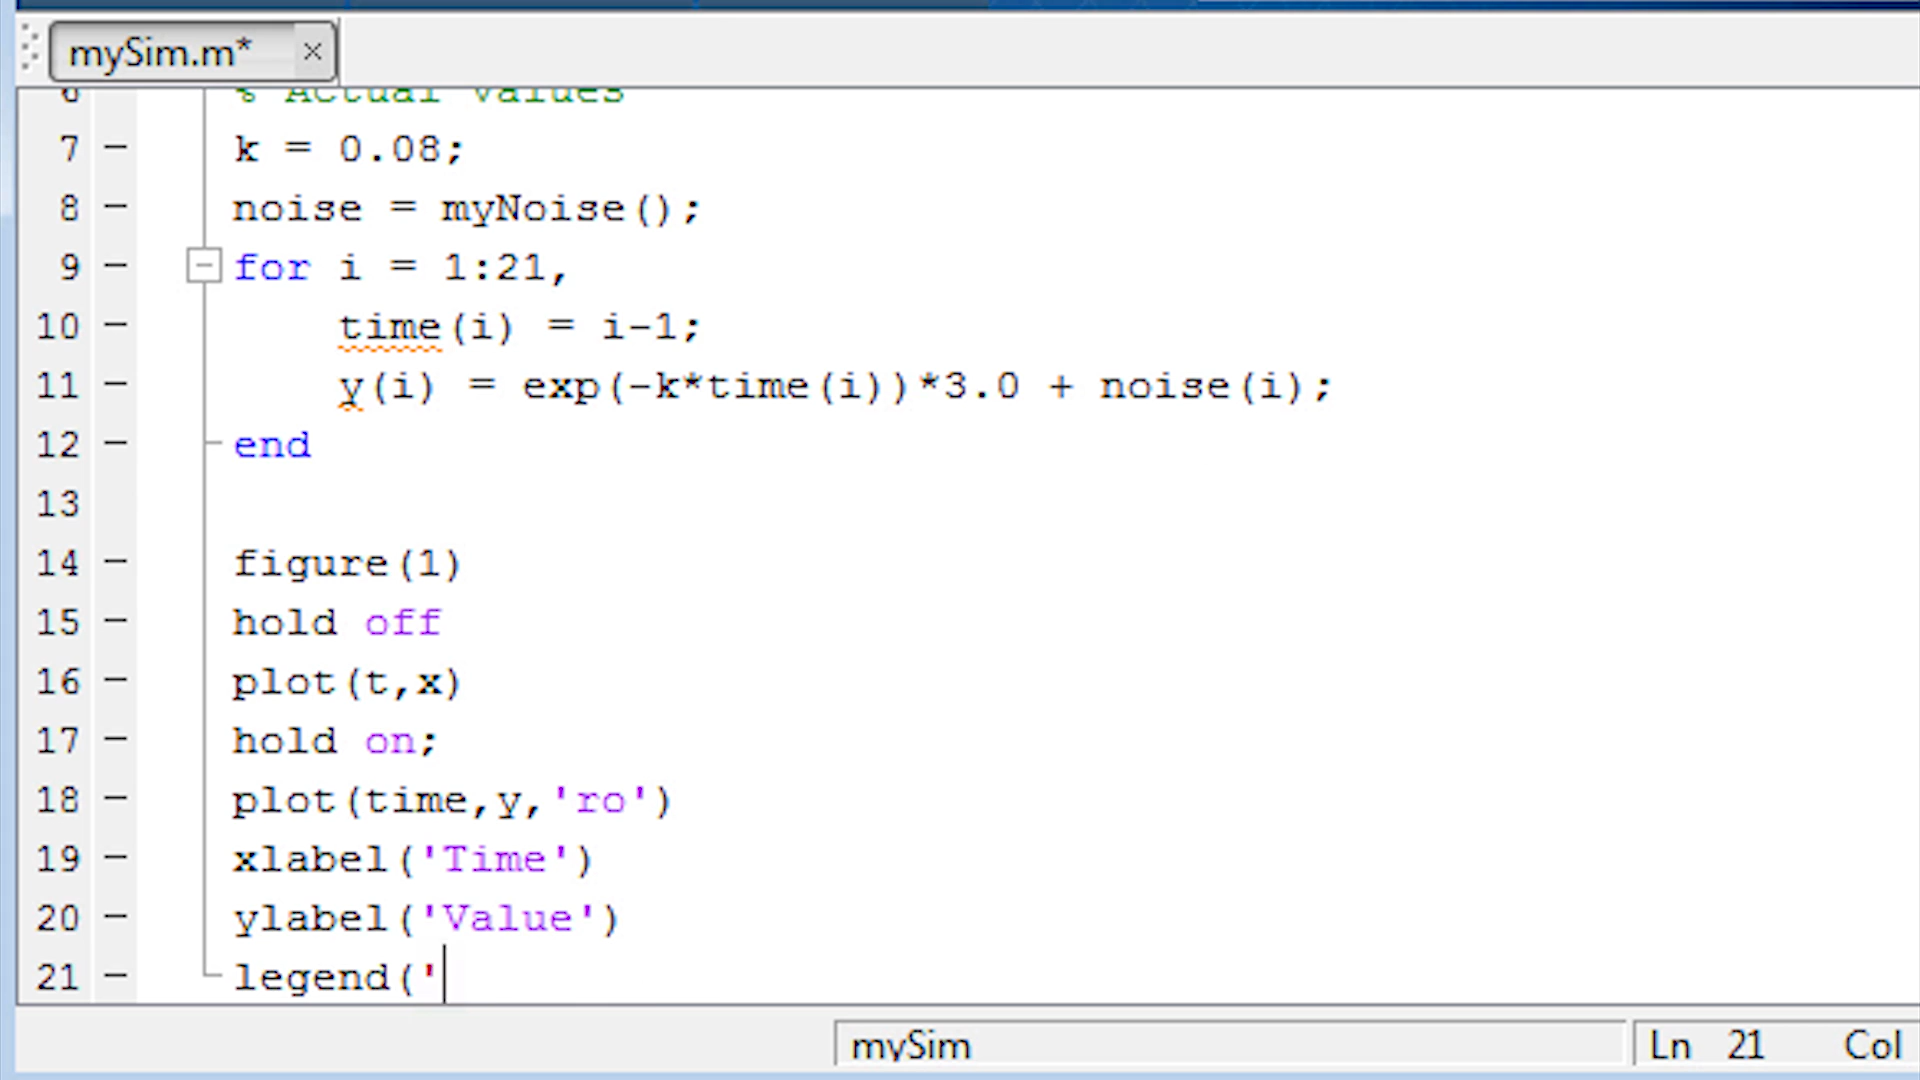 mySim.m*
6 % Actual values
7 k = 0.08;
8 noise = myNoise();
9 for i = 1:21,
10 time(i) = i-1;
11 y(i) = exp(-k*time(i))*3.0 + noise(i);
12 end
13
14 figure(1)
15 hold off
16 plot(t,x)
17 hold on;
18 plot(time,y,'ro')
19 xlabel('Time')
20 ylabel('Value')
21 legend('
mySim
Ln 21 Col